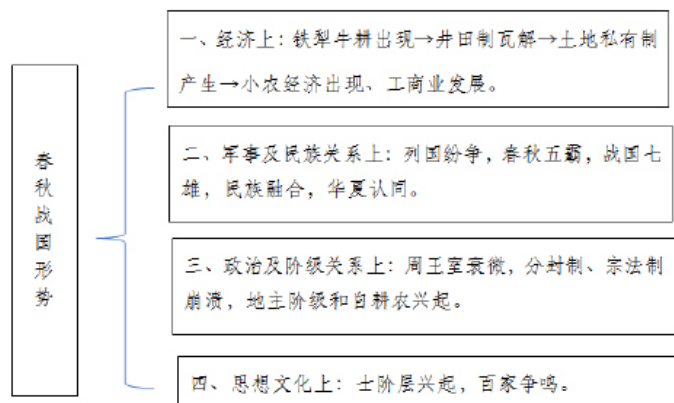 春秋战国形势
一、经济上：铁犁牛耕出现→井田制瓦解→土地私有制
产生→小农经济出现、工商业发展。
二、军事及民族关系上：列国纷争，春秋五霸，战国七
雄，民族融合，华夏认同。
三、政治及阶级关系上：周王室衰微，分封制、宗法制
崩溃，地主阶级和自耕农兴起。
四、思想文化上：士阶层兴起，百家争鸣。